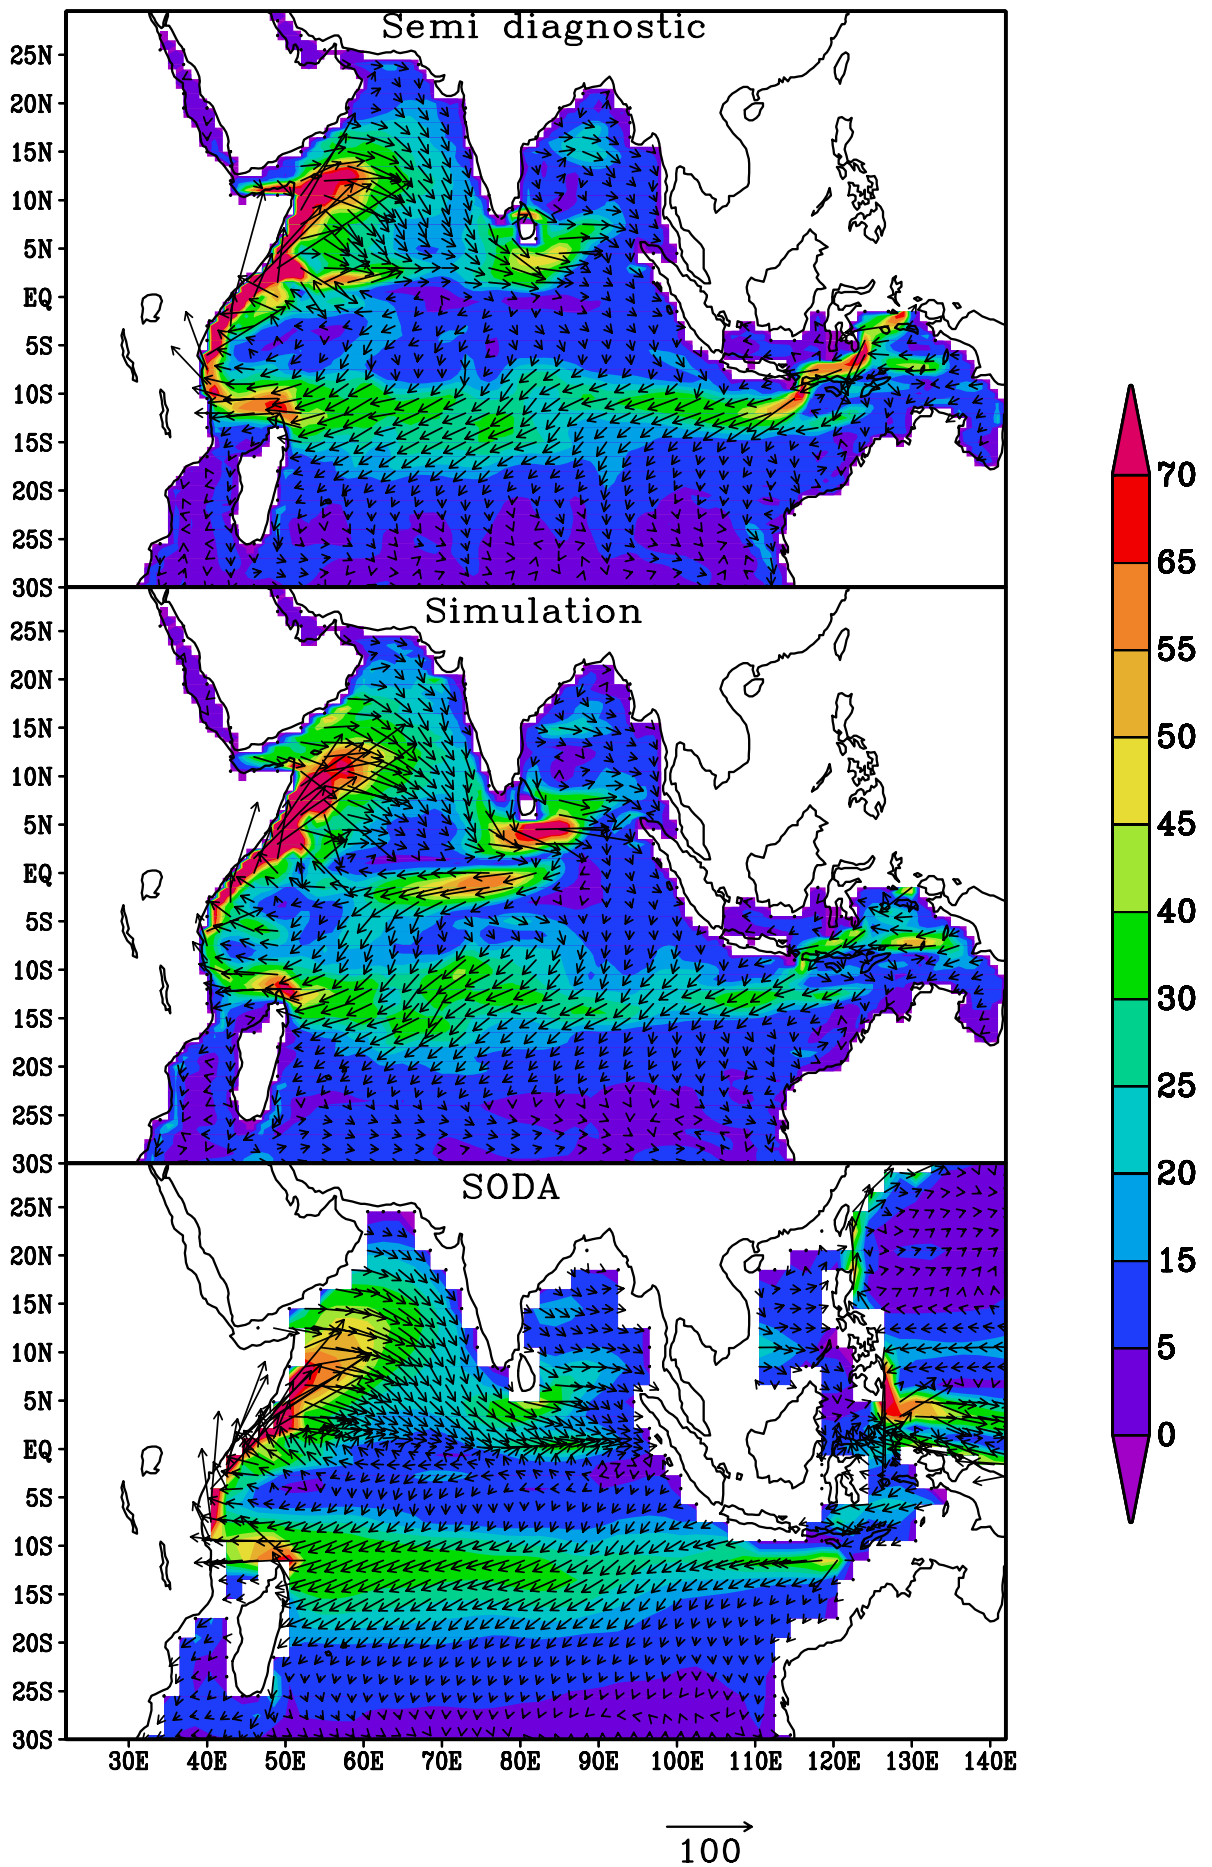 Semi diagnostic
25N
20N
15N
10N
5N
EQ
5S
10S
15S
20S
25S
30S
Simulation
25N
20N
15N
10N
5N
EQ
5S
10S
15S
20S
25S
30S
SODA
25N
20N
15N
10N
5N
EQ
5S
10S
15S
20S
25S
30S
30E 40E 50E 60E 70E 80E 90E 100E 110E 120E 130E 140E
70
65
55
50
45
40
30
25
20
15
5
0
100